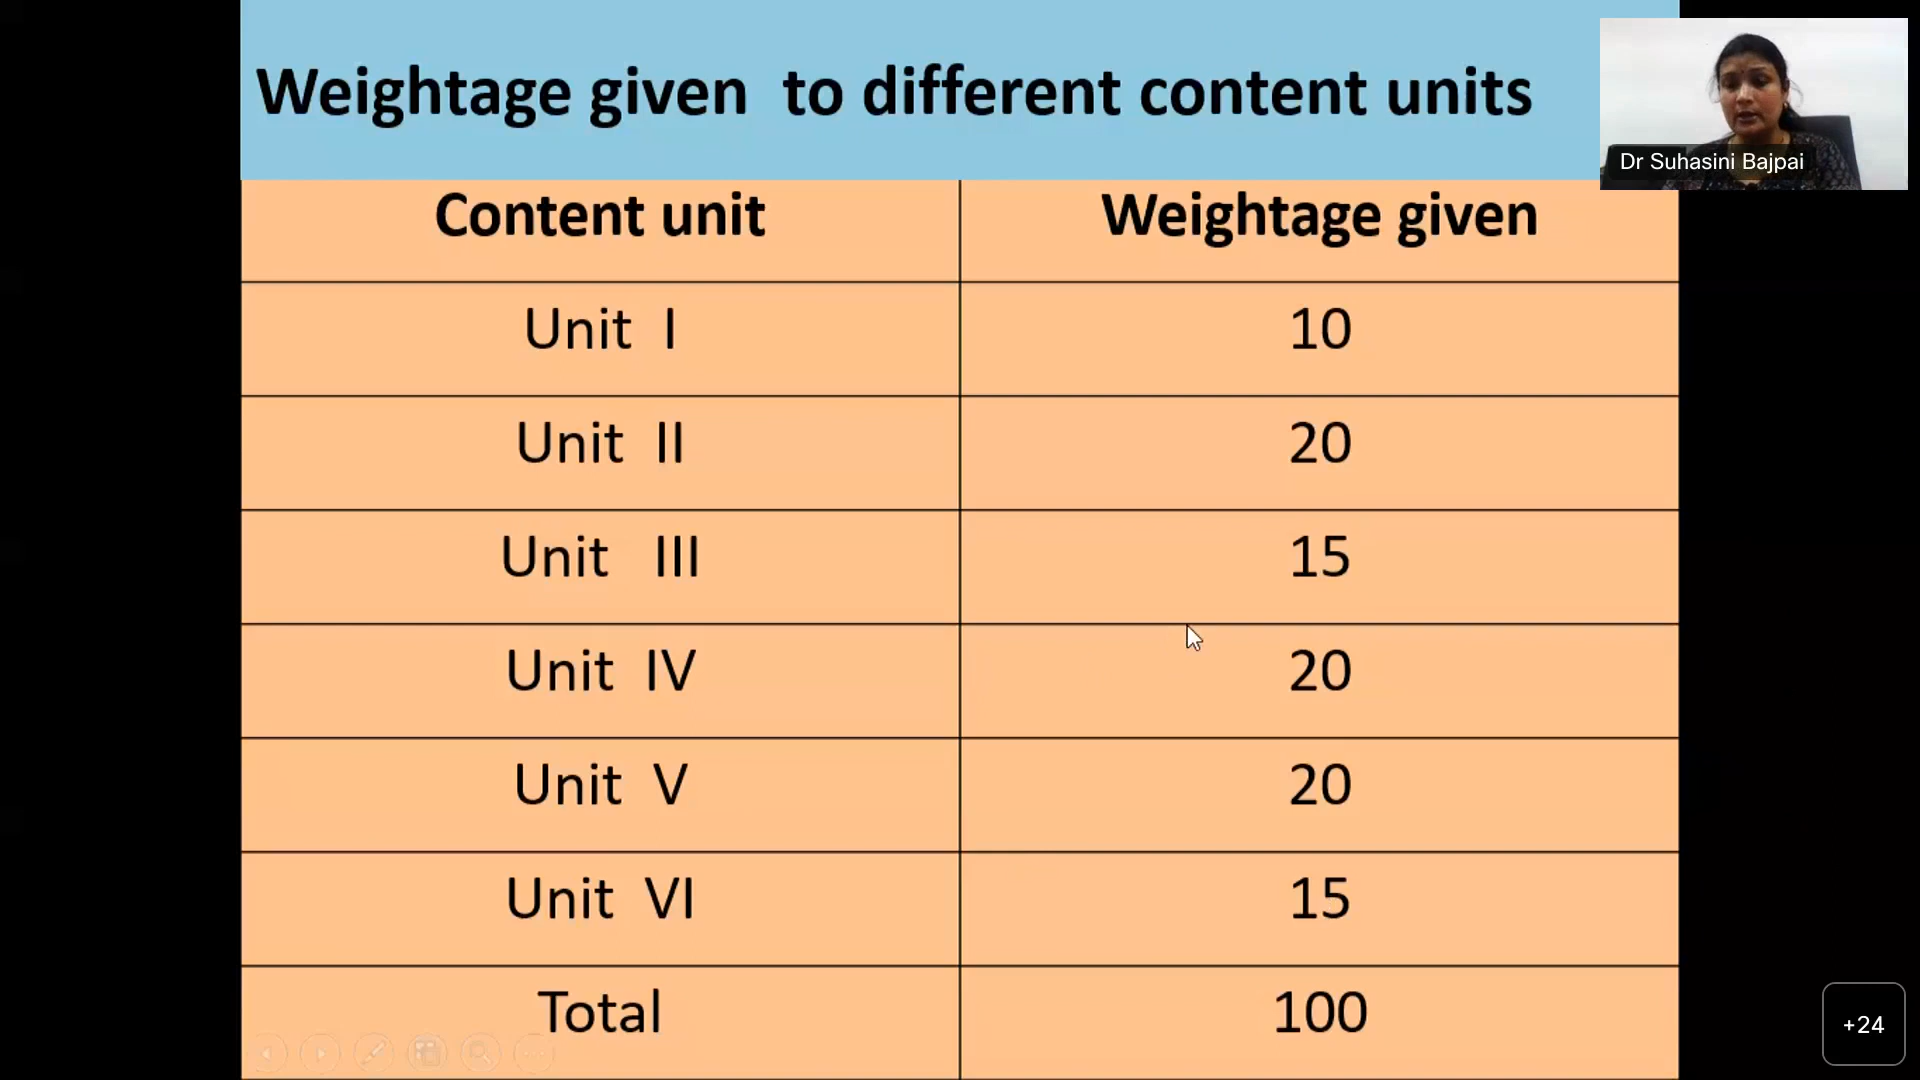 Weightage given to different content units
Dr Suhasini Bajpai
Content unit Weightage given
Unit I 10
Unit II 20
Unit III 15
Unit IV 20
Unit V 20
Unit VI 15
Total 100
+24